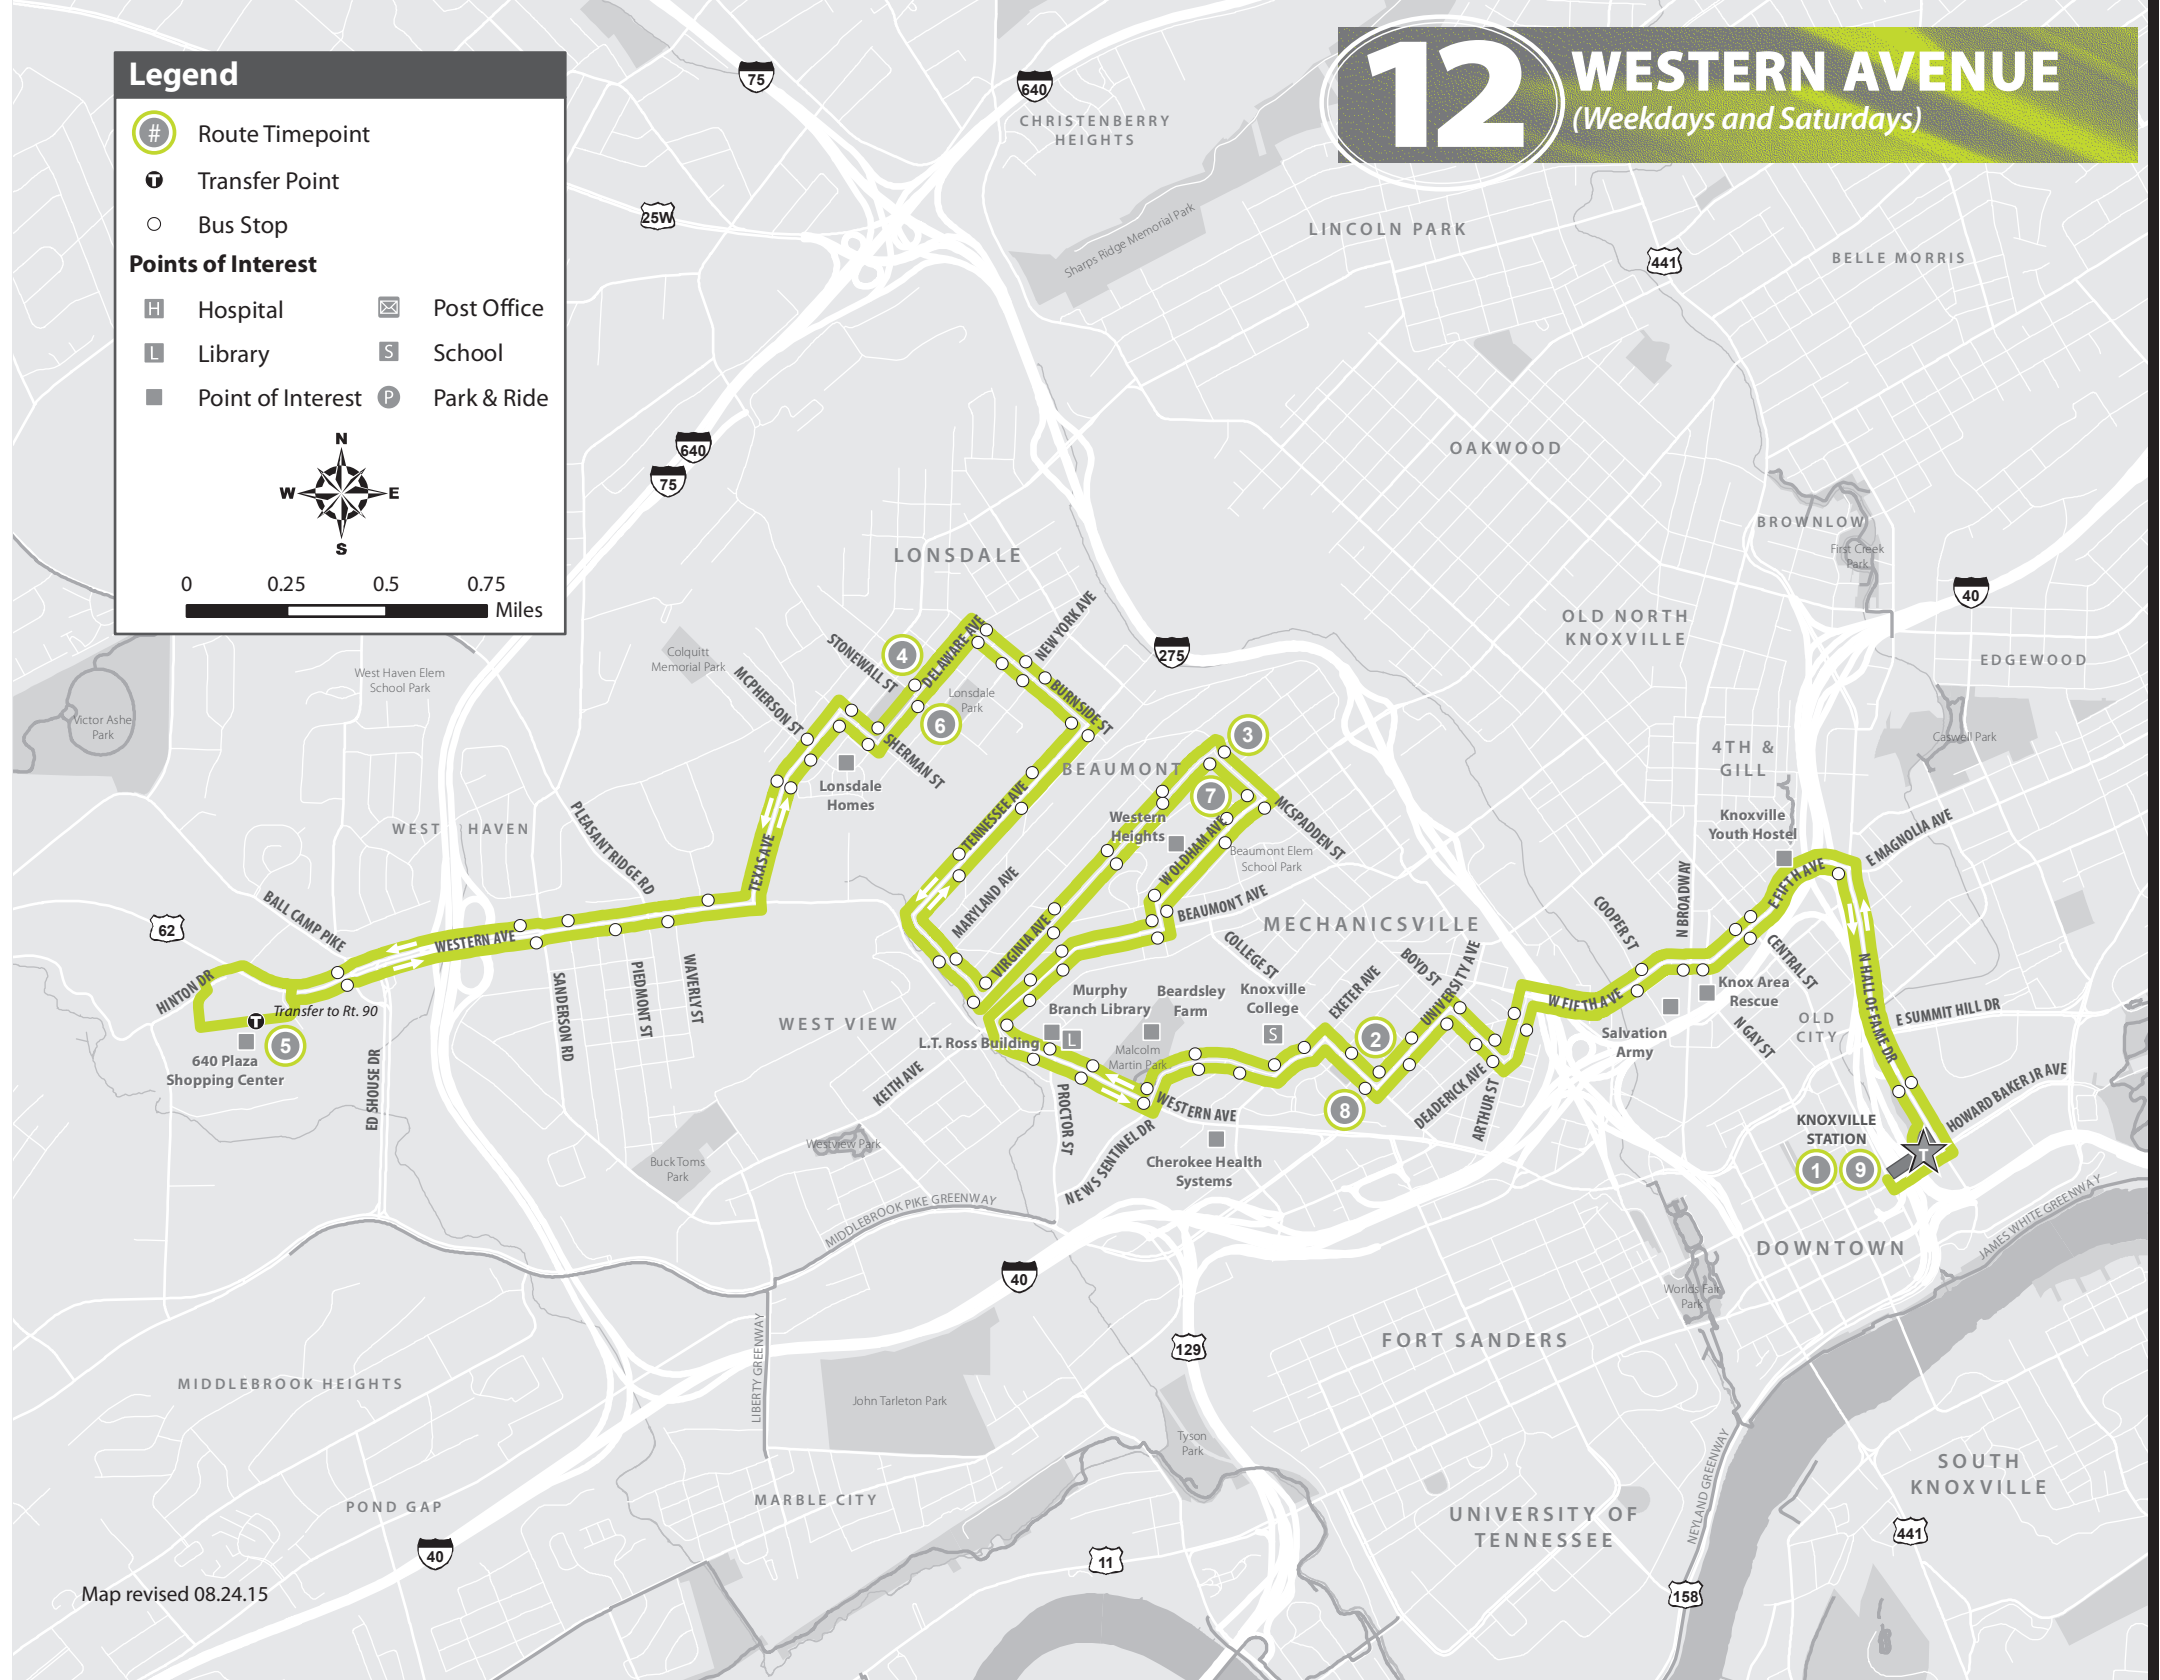 12
WESTERN AVENUE
(Weekdays and Saturdays)
Legend
# Route Timepoint
T Transfer Point
Bus Stop
Points of Interest
H Hospital
Post Office
L Library
S School
Point of Interest
P Park & Ride
N
W E
S
0 0.25 0.5 0.75
Miles
75
640
CHRISTENBERRY
HEIGHTS
25W
Sharps Ridge Memorial Park
LINCOLN PARK
441
BELLE MORRIS
640
75
OAKWOOD
BROWNLOW
First Creek
Park
LONSDALE
40
OLD NORTH
KNOXVILLE
EDGEWOOD
275
Colquitt
Memorial Park
West Haven Elem
School Park
Victor Ashe
Park
STONEWALL ST
4
DELAWARE AVE
NEW YORK AVE
MCPHERSON ST
Lonsdale
Park
BURNSIDE ST
6
SHERMAN ST
Lonsdale
Homes
3
BEAUMONT
7
MCSPADDEN ST
4TH &
GILL
Caswell Park
Knoxville
Youth Hostel
E MAGNOLIA AVE
WEST HAVEN
PLEASANT RIDGE RD
TEXAS AVE
TENNESSEE AVE
Western
Heights
W OLDHAM AVE
Beaumont Elem
School Park
E FIFTH AVE
N BROADWAY
COOPER ST
MARYLAND AVE
VIRGINIA AVE
BEAUMONT AVE
MECHANICSVILLE
62
BALL CAMP PIKE
WESTERN AVE
HINTON DR
Transfer to Rt. 90
T
5
640 Plaza
Shopping Center
ED SHOUSE DR
SANDERSON RD
PIEDMONT ST
WAVERLY ST
WEST VIEW
COLLEGE ST
EXETER AVE
BOYD ST
UNIVERSITY AVE
W FIFTH AVE
CENTRAL ST
Knox Area
Rescue
N HALL OF FAME DR
E SUMMIT HILL DR
Murphy
Branch Library
Beardsley
Farm
Knoxville
College
L.T. Ross Building
L
S
2
Malcolm
Martin Park
Salvation
Army
N GAY ST
OLD
CITY
KEITH AVE
PROCTOR ST
WESTERN AVE
8
DEADERICK AVE
ARTHUR ST
HOWARD BAKER JR AVE
KNOXVILLE
STATION
1 9
T
Westview Park
Buck Toms
Park
NEWS SENTINEL DR
Cherokee Health
Systems
MIDDLEBROOK PIKE GREENWAY
JAMES WHITE GREENWAY
DOWNTOWN
40
Worlds Fair
Park
LIBERTY GREENWAY
129
FORT SANDERS
MIDDLEBROOK HEIGHTS
John Tarleton Park
Tyson
Park
NEYLAND GREENWAY
SOUTH
KNOXVILLE
MARBLE CITY
POND GAP
UNIVERSITY OF
TENNESSEE
441
40
11
158
Map revised 08.24.15